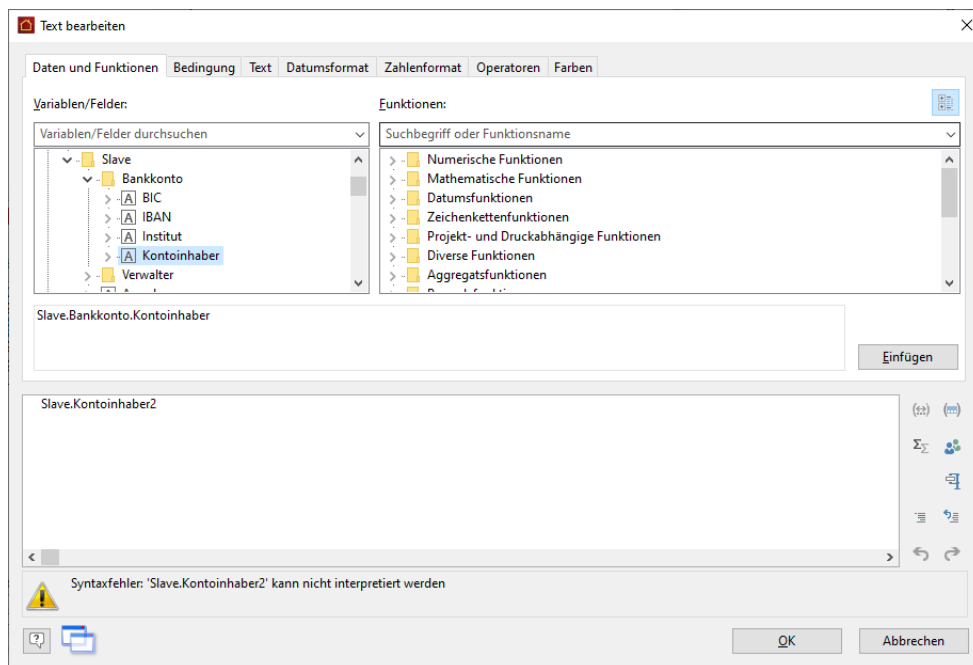 Text bearbeiten
Daten und Funktionen Bedingung Text Datumsformat Zahlenformat Operatoren Farben
Variablen/Felder: Funktionen:
Variablen/Felder durchsuchen Suchbegriff oder Funktionsname
Slave Numerische Funktionen
Bankkonto Mathematische Funktionen
A BIC Datumsfunktionen
A IBAN Zeichenkettenfunktionen
A Institut Projekt- und Druckabhängige Funktionen
A Kontoinhaber Diverse Funktionen
Verwalter Aggregatsfunktionen
Slave.Bankkonto.Kontoinhaber
Einfügen
Slave.Kontoinhaber2
Syntaxfehler: 'Slave.Kontoinhaber2' kann nicht interpretiert werden
OK Abbrechen